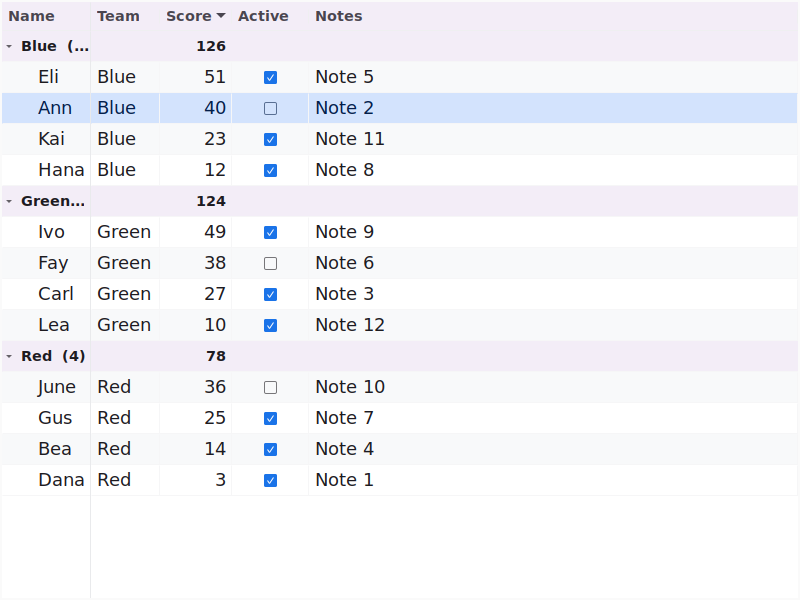 Name Team Score Active Notes
Blue (... 126
Eli Blue 51 Note 5
Ann Blue 40 Note 2
Kai Blue 23 Note 11
Hana Blue 12 Note 8
Green... 124
Ivo Green 49 Note 9
Fay Green 38 Note 6
Carl Green 27 Note 3
Lea Green 10 Note 12
Red (4) 78
June Red 36 Note 10
Gus Red 25 Note 7
Bea Red 14 Note 4
Dana Red 3 Note 1